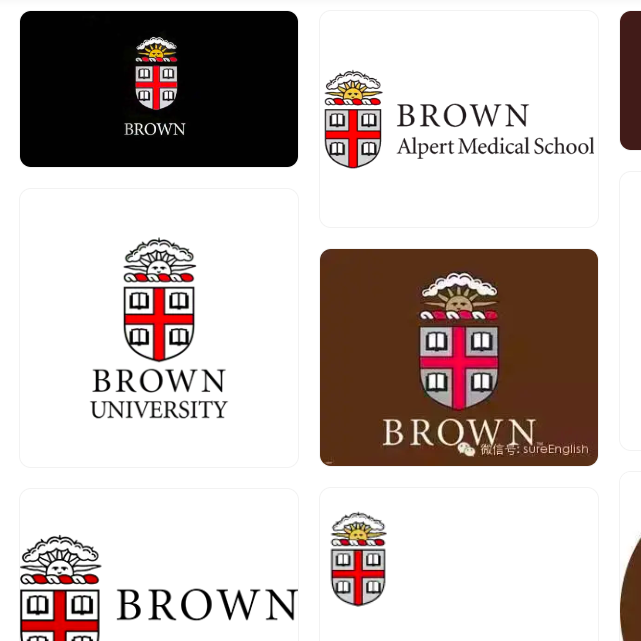 BROWN
BROWN
Alpert Medical School
BROWN
UNIVERSITY
BROWN
微信号: sureEnglish
BROWN